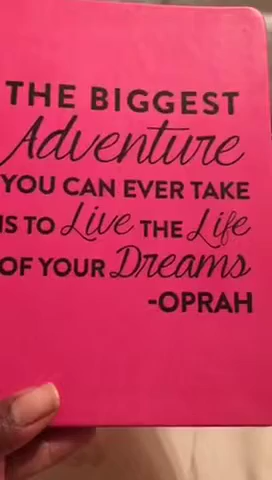 THE BIGGEST
Adventure
YOU CAN EVER TAKE
IS TO Live THE Life
OF YOUR Dreams
-OPRAH